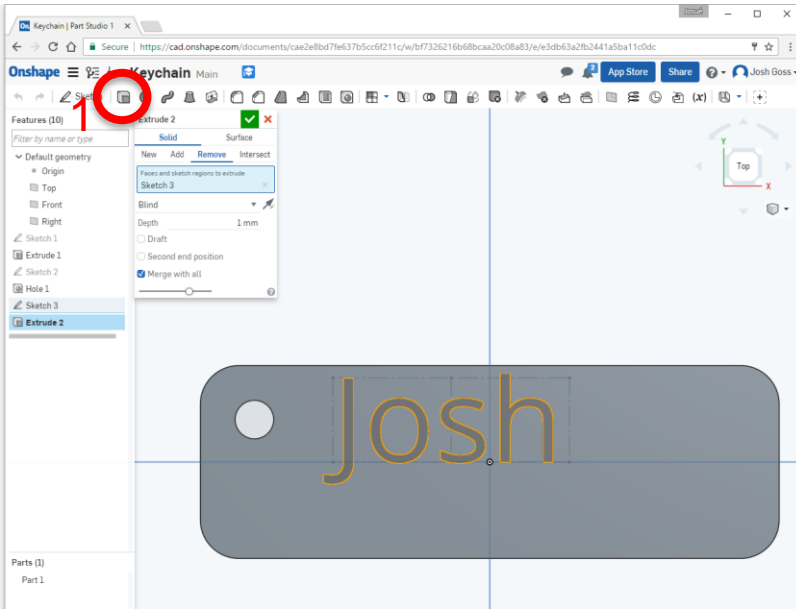 Josué
Keychain | Part Studio 1
Secure | https://cad.onshape.com/documents/cae2e8bd7fe637b5cc6f211c/w/bf7326216b68bcaa20c08a83/e/e3db63a2fb2441a5ba11c0dc
Onshape Keychain Main 2 App Store Share Josh Goss
1
Features (10)
Filter by name or type
Default geometry
Origin
Top
Front
Right
Sketch 1
Extrude 1
Sketch 2
Hole 1
Sketch 3
Extrude 2
Extrude 2
Solid Surface
New Add Remove Intersect
Faces and sketch regions to extrude
Sketch 3
Blind
Depth 1 mm
Draft
Second end position
Merge with all
Y
Top
X
Josh
Parts (1)
Part 1